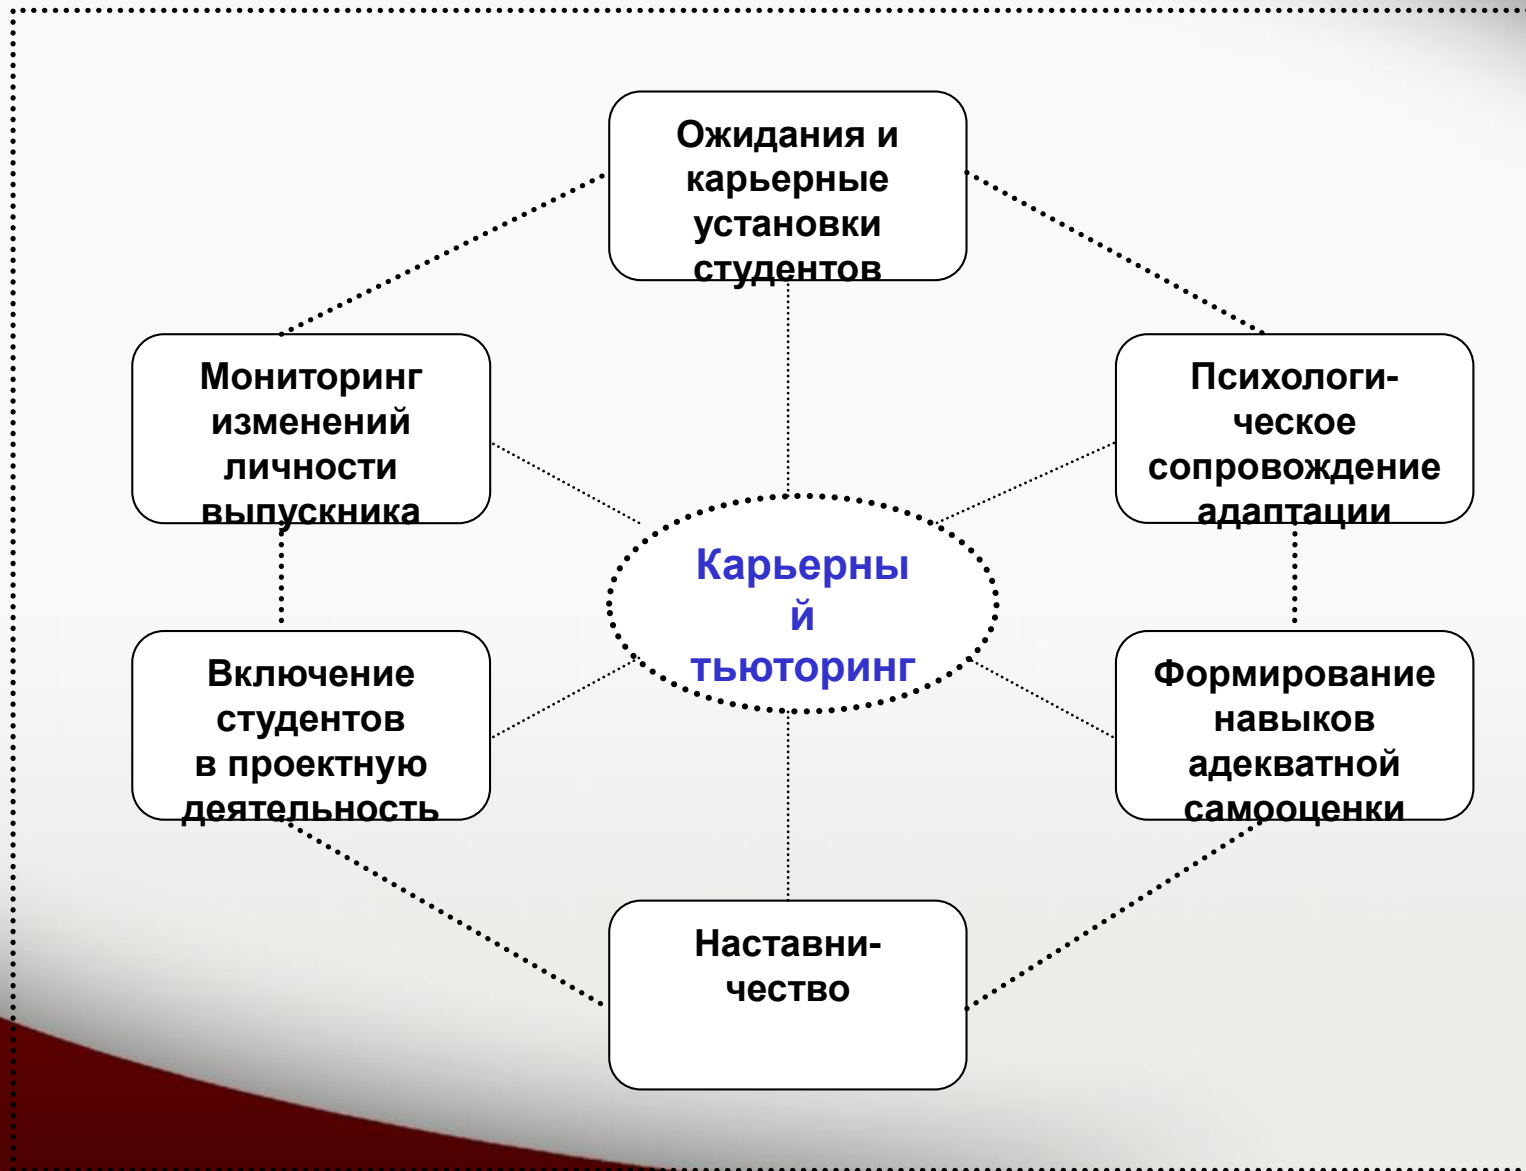 Ожидания и
карьерные
установки
студентов
Мониторинг
изменений
личности
выпускника
Психологи-
ческое
сопровождение
адаптации
Карьерны
й
тьюторинг
Включение
студентов
в проектную
деятельность
Формирование
навыков
адекватной
самооценки
Наставни-
чество